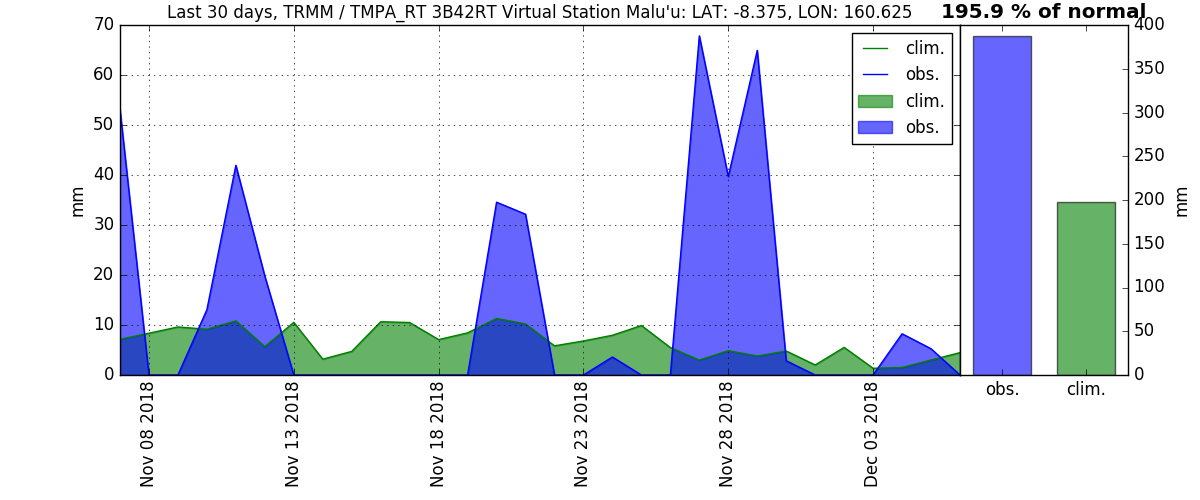 Last 30 days, TRMM / TMPA_RT 3B42RT Virtual Station Malu'u: LAT: -8.375, LON: 160.625
195.9 % of normal
mm
70
60
50
40
30
20
10
0
clim.
obs.
clim.
obs.
Nov 08 2018
Nov 13 2018
Nov 18 2018
Nov 23 2018
Nov 28 2018
Dec 03 2018
obs.
clim.
400
350
300
250
200
150
100
50
0
mm